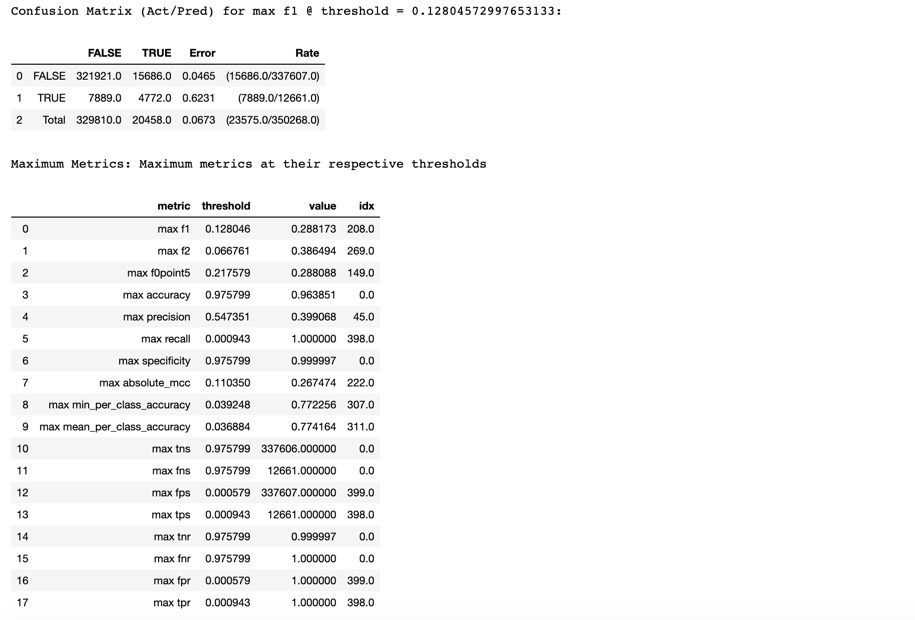 Confusion Matrix (Act/Pred) for max f1 @ threshold = 0.12804572997653133:
FALSE TRUE Error Rate
0 FALSE 321921.0 15686.0 0.0465 (15686.0/337607.0)
1 TRUE 7889.0 4772.0 0.6231 (7889.0/12661.0)
2 Total 329810.0 20458.0 0.0673 (23575.0/350268.0)
Maximum Metrics: Maximum metrics at their respective thresholds
metric threshold value idx
0 max f1 0.128046 0.288173 208.0
1 max f2 0.066761 0.386494 269.0
2 max f0point5 0.217579 0.288088 149.0
3 max accuracy 0.975799 0.963851 0.0
4 max precision 0.547351 0.399068 45.0
5 max recall 0.000943 1.000000 398.0
6 max specificity 0.975799 0.999997 0.0
7 max absolute_mcc 0.110350 0.267474 222.0
8 max min_per_class_accuracy 0.039248 0.772256 307.0
9 max mean_per_class_accuracy 0.036884 0.774164 311.0
10 max tns 0.975799 337606.000000 0.0
11 max fns 0.975799 12661.000000 0.0
12 max fps 0.000579 337607.000000 399.0
13 max tps 0.000943 12661.000000 398.0
14 max tnr 0.975799 0.999997 0.0
15 max fnr 0.975799 1.000000 0.0
16 max fpr 0.000579 1.000000 399.0
17 max tpr 0.000943 1.000000 398.0